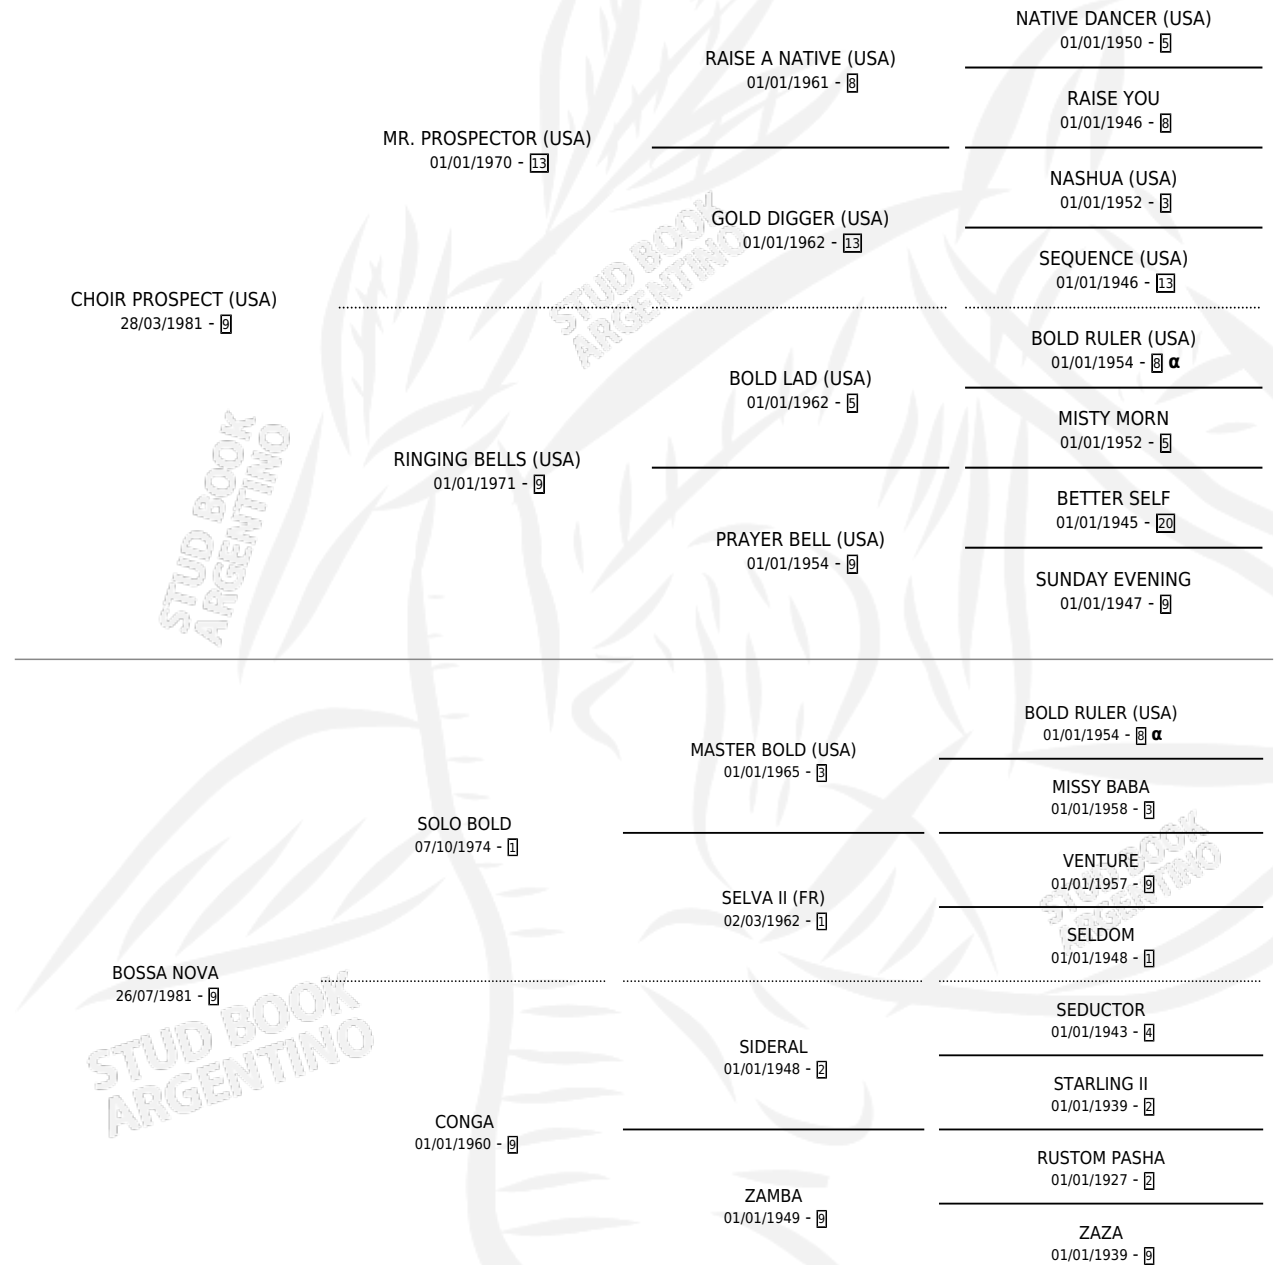 NATIVE DANCER (USA)
01/01/1950 - 5
RAISE A NATIVE (USA)
01/01/1961 - 8
RAISE YOU
01/01/1946 - 8
MR. PROSPECTOR (USA)
01/01/1970 - 13
NASHUA (USA)
01/01/1952 - 3
GOLD DIGGER (USA)
01/01/1962 - 13
SEQUENCE (USA)
01/01/1946 - 13
CHOIR PROSPECT (USA)
28/03/1981 - 9
BOLD RULER (USA)
01/01/1954 - 8 α
BOLD LAD (USA)
01/01/1962 - 5
MISTY MORN
01/01/1952 - 5
RINGING BELLS (USA)
01/01/1971 - 9
BETTER SELF
01/01/1945 - 20
PRAYER BELL (USA)
01/01/1954 - 9
SUNDAY EVENING
01/01/1947 - 9
BOLD RULER (USA)
01/01/1954 - 8 α
MASTER BOLD (USA)
01/01/1965 - 3
MISSY BABA
01/01/1958 - 3
SOLO BOLD
07/10/1974 - 1
VENTURE
01/01/1957 - 9
SELVA II (FR)
02/03/1962 - 1
SELDOM
01/01/1948 - 1
BOSSA NOVA
26/07/1981 - 9
SEDUCTOR
01/01/1943 - 4
SIDERAL
01/01/1948 - 2
STARLING II
01/01/1939 - 2
CONGA
01/01/1960 - 9
RUSTOM PASHA
01/01/1927 - 2
ZAMBA
01/01/1949 - 9
ZAZA
01/01/1939 - 9
STUD BOOK
ARGENTINO
STUD BOOK
ARGENTINO
STUD BOOK
ARGENTINO
STUD BOOK
ARGENTINO